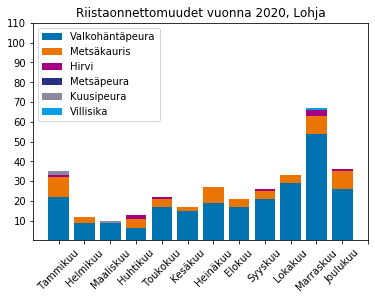 Riistaonnettomuudet vuonna 2020, Lohja
110
100
90
80
70
60
50
40
30
20
10
Valkohäntäpeura
Metsäkauris
Hirvi
Metsäpeura
Kuusipeura
Villisika
Tammikuu
Helmikuu
Maaliskuu
Huhtikuu
Toukokuu
Kesäkuu
Heinäkuu
Elokuu
Syyskuu
Lokakuu
Marraskuu
Joulukuu